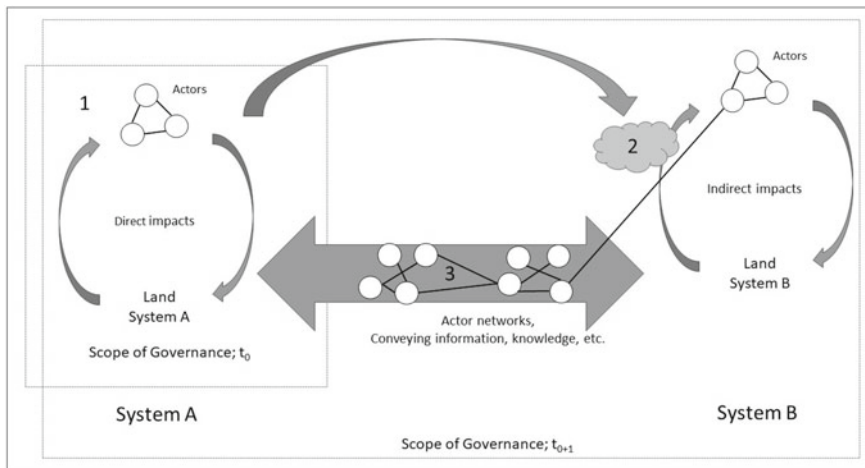 1
Actors
Actors
2
Direct impacts
Indirect impacts
3
Land
System A
Land
System B
Actor networks,
Conveying information, knowledge, etc.
Scope of Governance; t0
System A
System B
Scope of Governance; t0+1